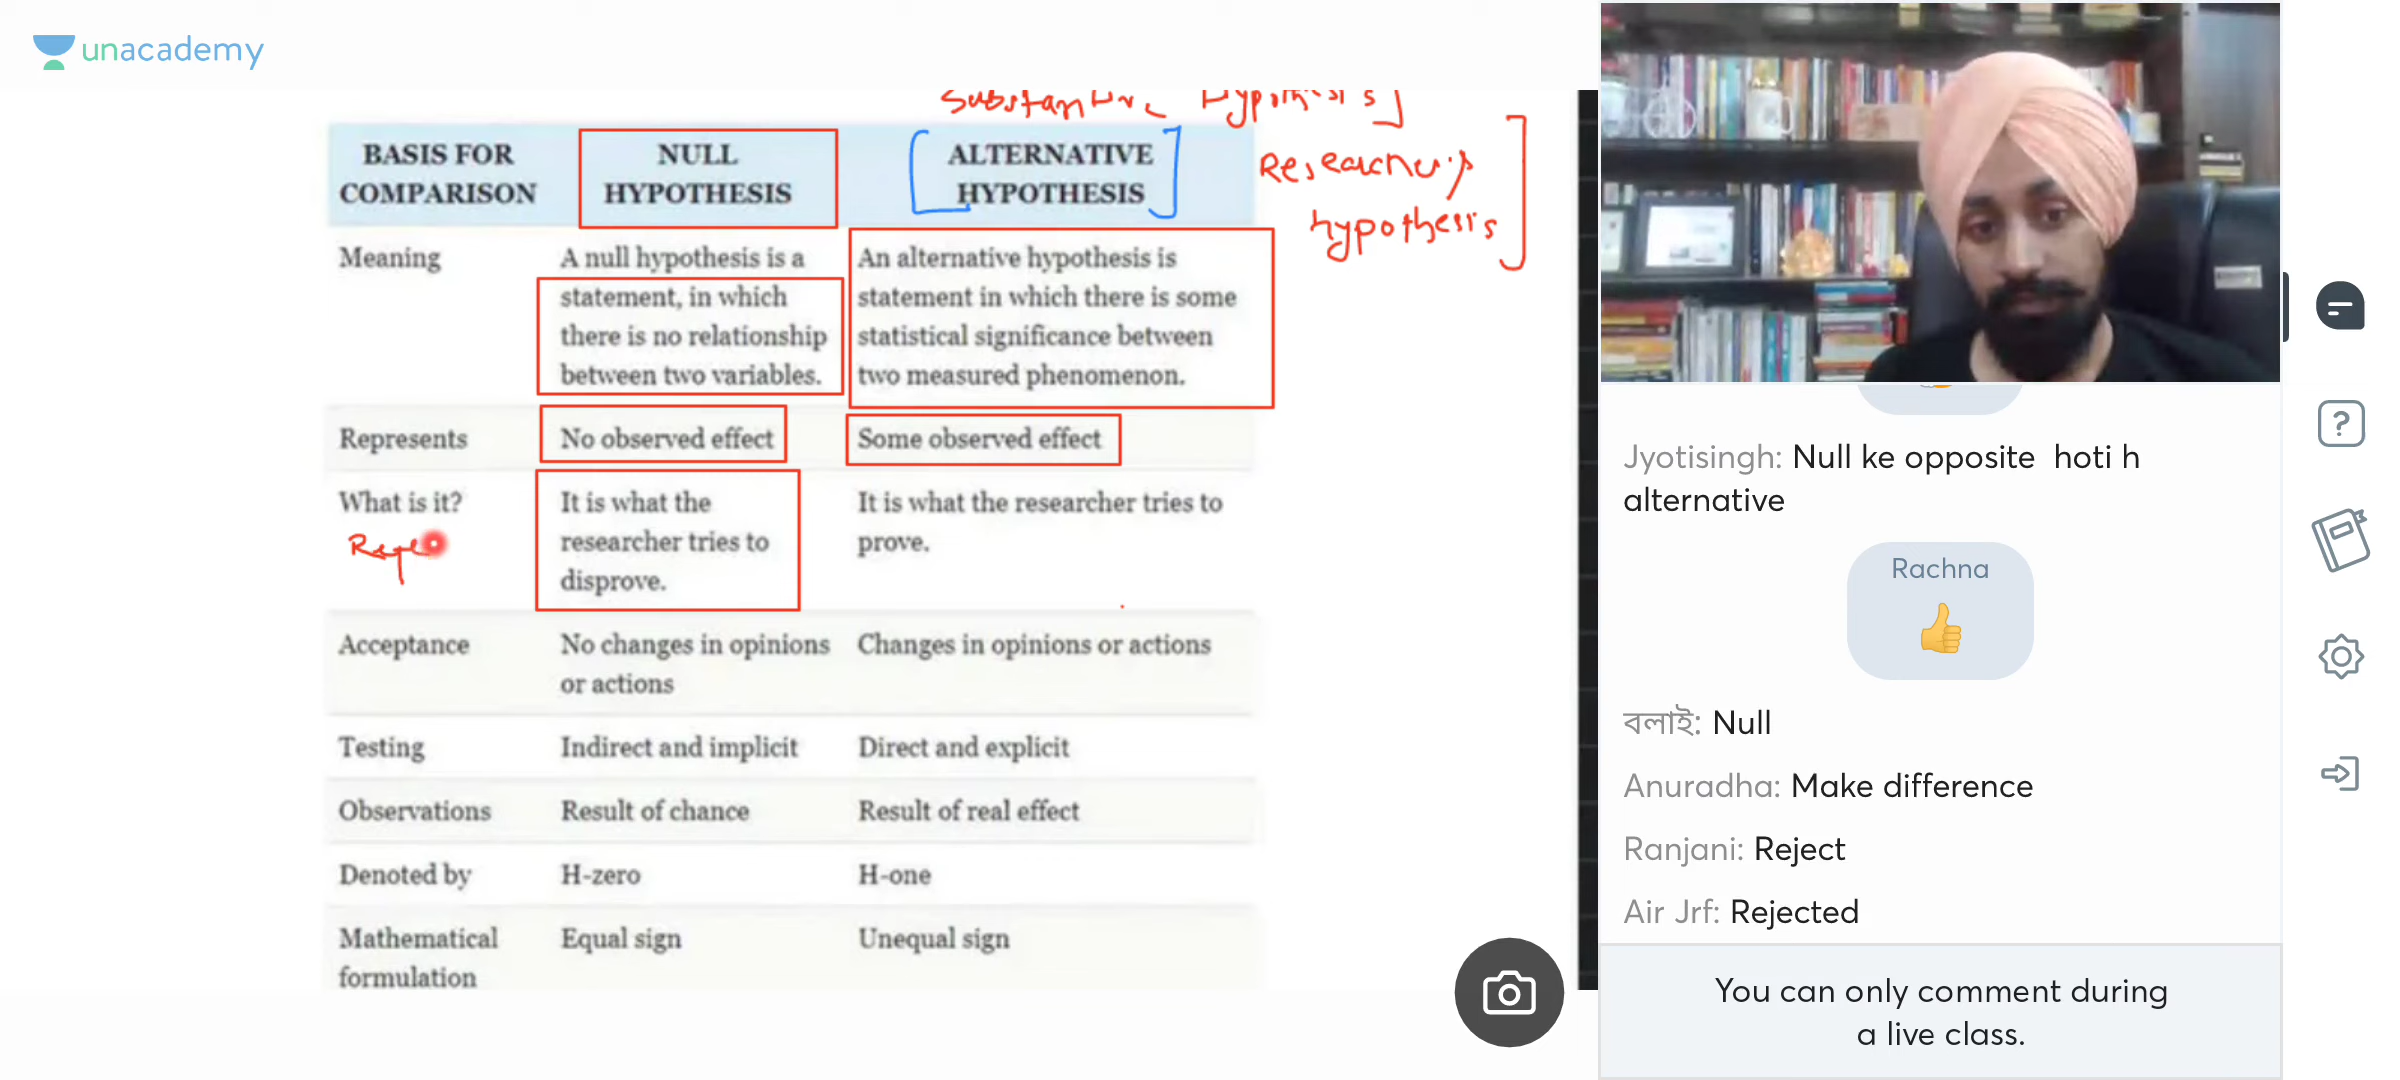 unacademy
Substantive Hypothesis
BASIS FOR
COMPARISON
NULL
HYPOTHESIS
ALTERNATIVE
HYPOTHESIS
Hypothesis
Meaning
A null hypothesis is a
statement, in which
there is no relationship
between two variables.
An alternative hypothesis is
statement in which there is some
statistical significance between
two measured phenomenon.
Represents
No observed effect
Some observed effect
What is it?
It is what the
researcher tries to
disprove.
It is what the researcher tries to
prove.
Acceptance
No changes in opinions
or actions
Changes in opinions or actions
Testing
Indirect and implicit
Direct and explicit
Observations
Result of chance
Result of real effect
Denoted by
H-zero
H-one
Mathematical
formulation
Equal sign
Unequal sign
Jyotisingh: Null ke opposite hoti h
alternative
Rachna
বলাই: Null
Anuradha: Make difference
Ranjani: Reject
Air Jrf: Rejected
You can only comment during
a live class.